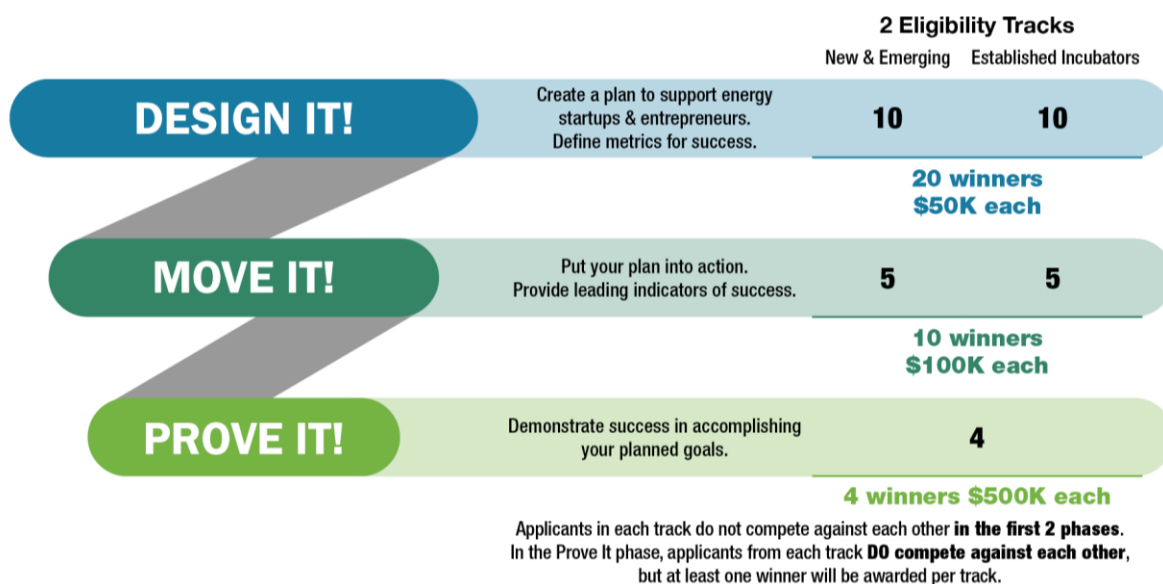 2 Eligibility Tracks
New & Emerging Established Incubators
DESIGN IT!
Create a plan to support energy
startups & entrepreneurs.
Define metrics for success.
10 10
20 winners
$50K each
MOVE IT!
Put your plan into action.
Provide leading indicators of success.
5 5
10 winners
$100K each
PROVE IT!
Demonstrate success in accomplishing
your planned goals.
4
4 winners $500K each
Applicants in each track do not compete against each other in the first 2 phases.
In the Prove It phase, applicants from each track DO compete against each other,
but at least one winner will be awarded per track.